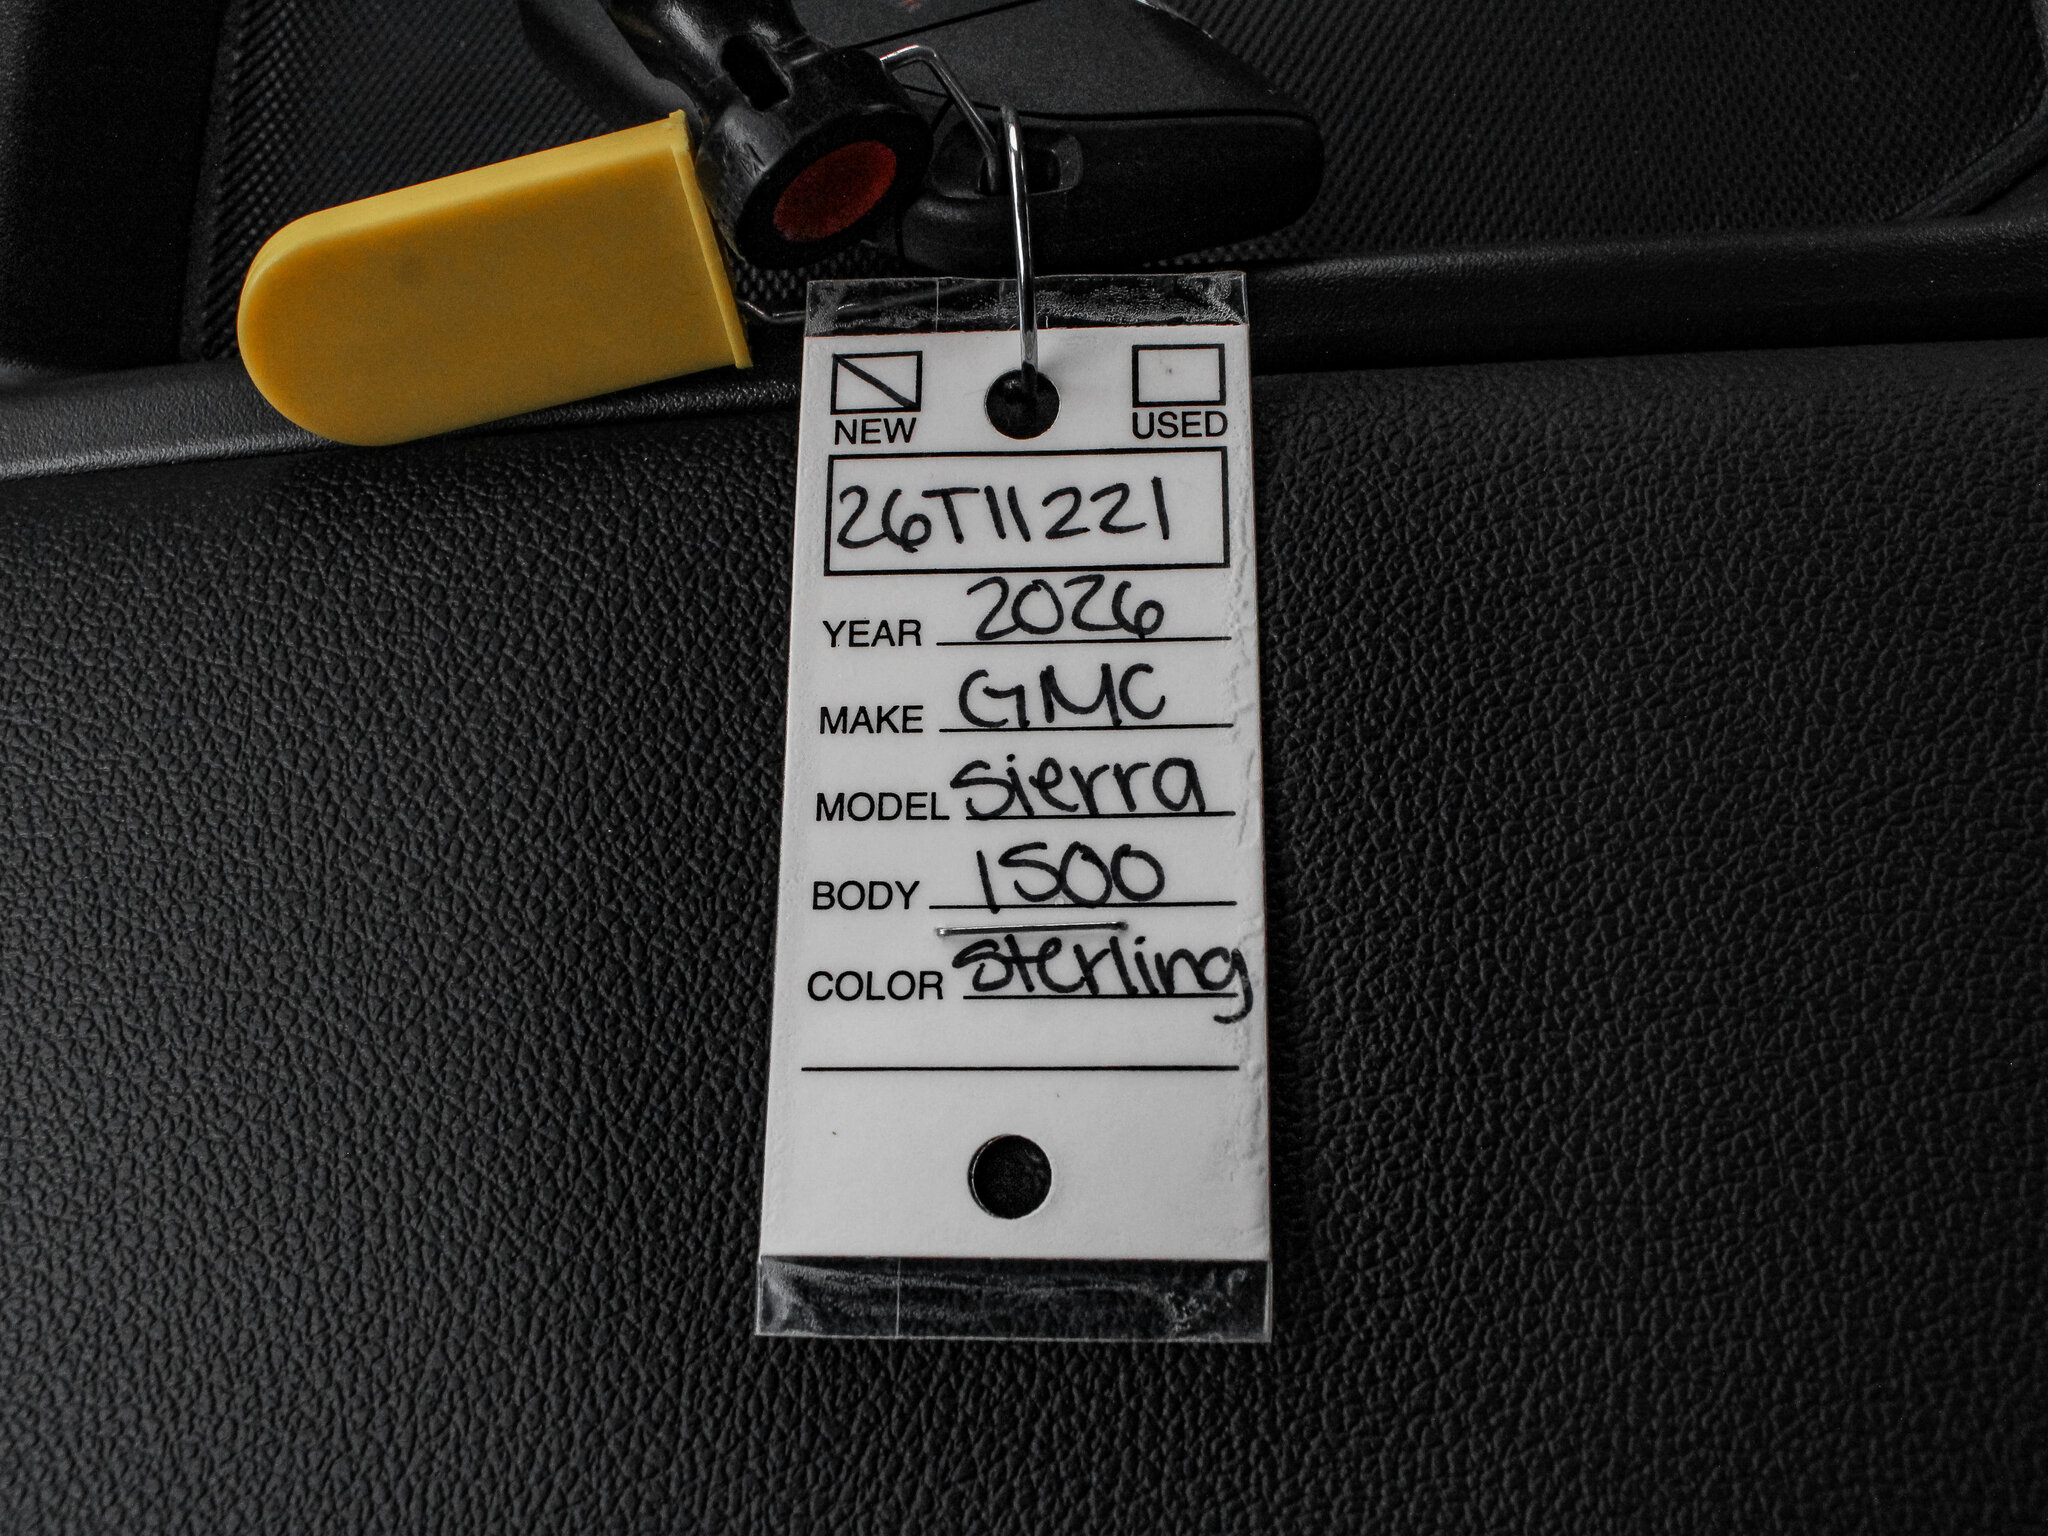 NEW USED
26T11221
YEAR 2026
MAKE GMC
MODEL Sierra
BODY 1500
COLOR Sterling